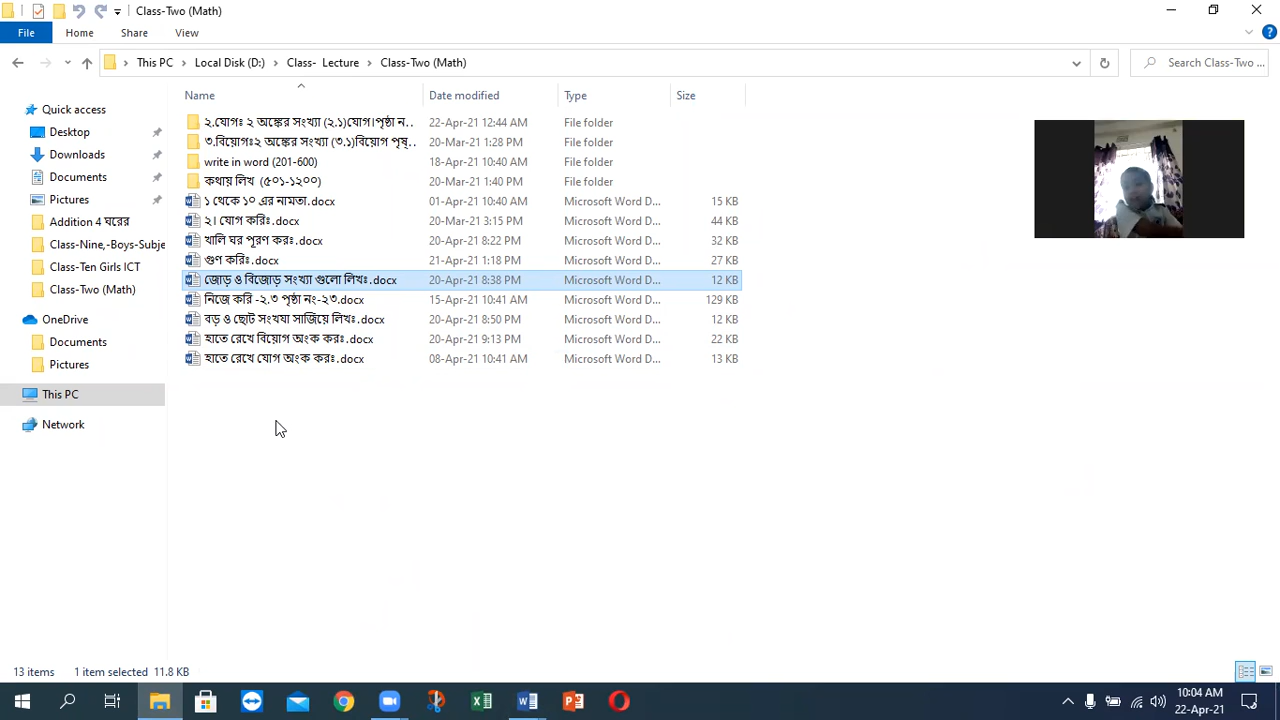 Class-Two (Math)
File Home Share View
This PC Local Disk (D:) Class- Lecture Class-Two (Math) Search Class-Two ...
Name Date modified Type Size
Quick access
Desktop
Downloads
Documents
Pictures
Addition 4 ঘরের
Class-Nine,-Boys-Subje
Class-Ten Girls ICT
Class-Two (Math)
OneDrive
Documents
Pictures
This PC
Network
২.যোগঃ ২ অঙ্কের সংখ্যা (২.১)যোগ।পৃষ্ঠা ন.. 22-Apr-21 12:44 AM File folder
৩.বিয়োগঃ২ অঙ্কের সংখ্যা (৩.১)বিয়োগ পৃষ্.. 20-Mar-21 1:28 PM File folder
write in word (201-600) 18-Apr-21 10:40 AM File folder
কথায় লিখ (৫০১-১২০০) 20-Mar-21 1:40 PM File folder
১ থেকে ১০ এর নামতা.docx 01-Apr-21 10:40 AM Microsoft Word D... 15 KB
২। যোগ করিঃ.docx 20-Mar-21 3:15 PM Microsoft Word D... 44 KB
খালি ঘর পূরণ করঃ.docx 20-Apr-21 8:22 PM Microsoft Word D... 32 KB
গুণ করিঃ.docx 21-Apr-21 1:18 PM Microsoft Word D... 27 KB
জোড় ও বিজোড় সংখ্যা গুলো লিখঃ.docx 20-Apr-21 8:38 PM Microsoft Word D... 12 KB
নিজে করি -২.৩ পৃষ্ঠা নং-২৩.docx 15-Apr-21 10:41 AM Microsoft Word D... 129 KB
বড় ও ছোট সংখযা সাজিয়ে লিখঃ.docx 20-Apr-21 8:50 PM Microsoft Word D... 12 KB
হাতে রেখে বিয়োগ অংক করঃ.docx 20-Apr-21 9:13 PM Microsoft Word D... 22 KB
হাতে রেখে যোগ অংক করঃ.docx 08-Apr-21 10:41 AM Microsoft Word D... 13 KB
13 items 1 item selected 11.8 KB
10:04 AM
22-Apr-21